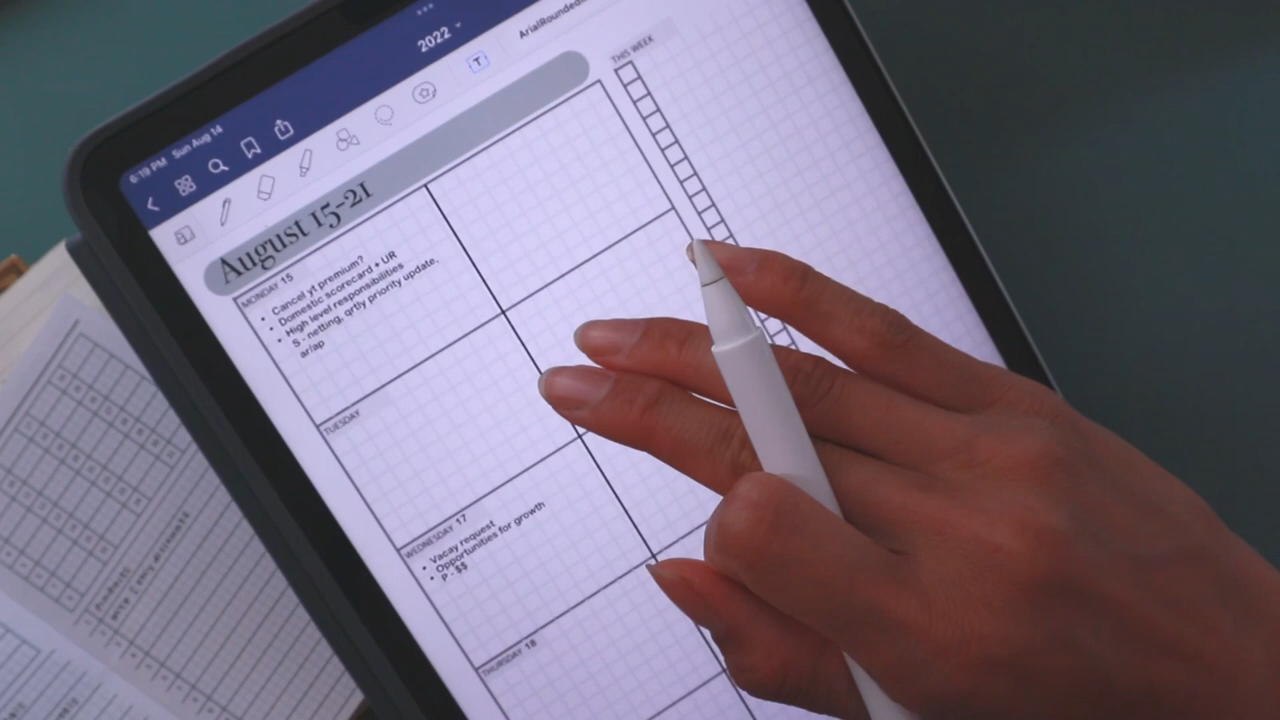 6:19 PM Sun Aug 14
2022
T
ArialRounded
August 15-21
THIS WEEK
MONDAY 15
• Cancel yt premium?
• Domestic scorecard + UR
• High level responsibilities
• S - netting, qrtly priority update,
ar/ap
TUESDAY
WEDNESDAY 17
• Vacay request
• Opportunities for growth
• P - $$
THURSDAY 18